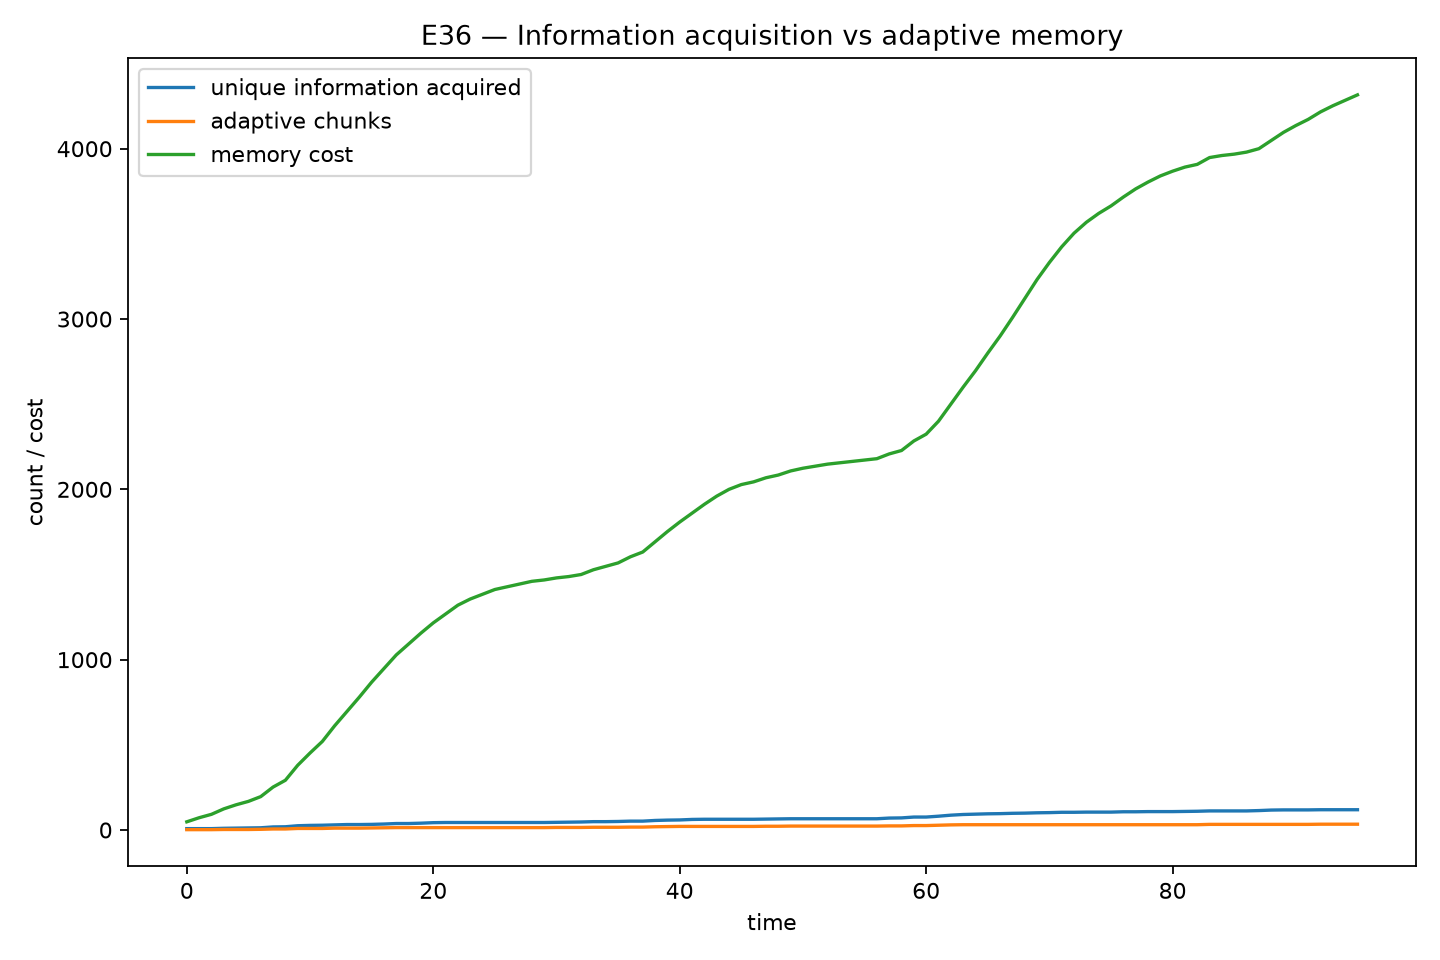 E36 — Information acquisition vs adaptive memory
unique information acquired
adaptive chunks
memory cost
4000
3000
2000
1000
0
count / cost
0 20 40 60 80
time